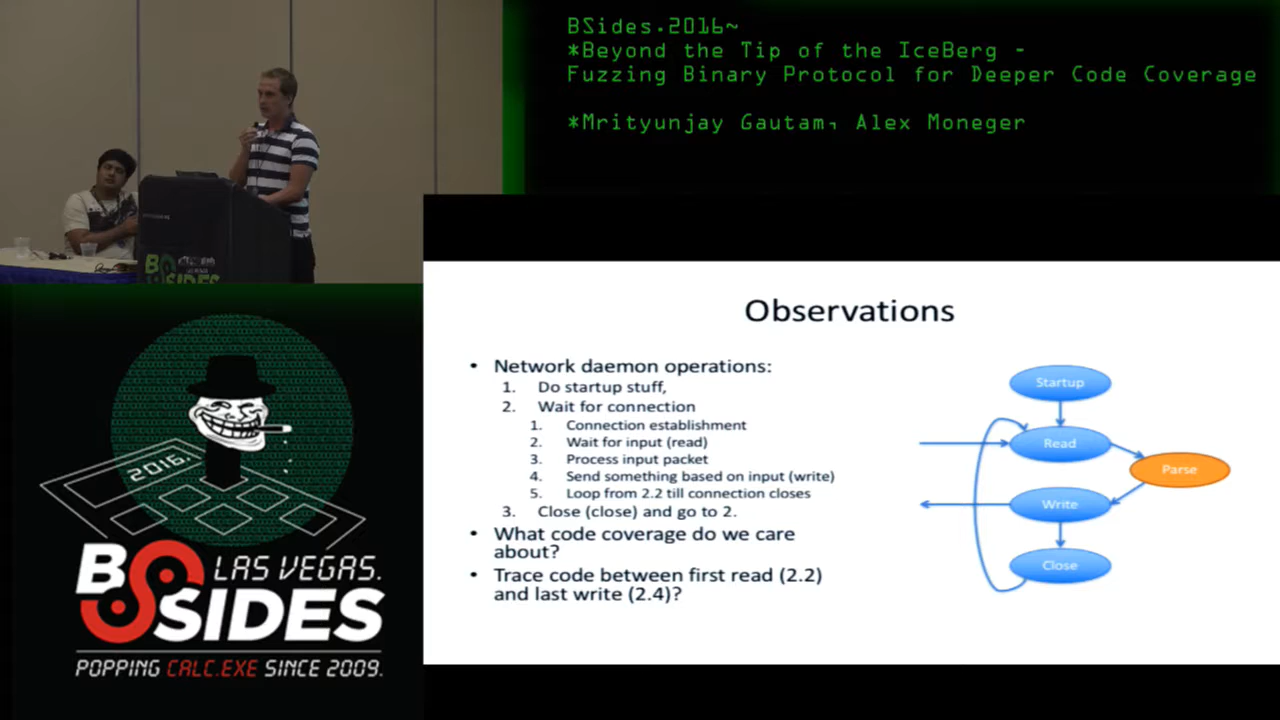 BSides.2016~
*Beyond the Tip of the IceBerg -
Fuzzing Binary Protocol for Deeper Code Coverage
*Mrityunjay Gautam, Alex Moneger
Observations
• Network daemon operations:
1. Do startup stuff,
2. Wait for connection
1. Connection establishment
2. Wait for input (read)
3. Process input packet
4. Send something based on input (write)
5. Loop from 2.2 till connection closes
3. Close (close) and go to 2.
• What code coverage do we care
about?
• Trace code between first read (2.2)
and last write (2.4)?
Startup
Read
Parse
Write
Close
2016.
BSIDES
LAS VEGAS.
POPPING CALC.EXE SINCE 2009.
BSIDES